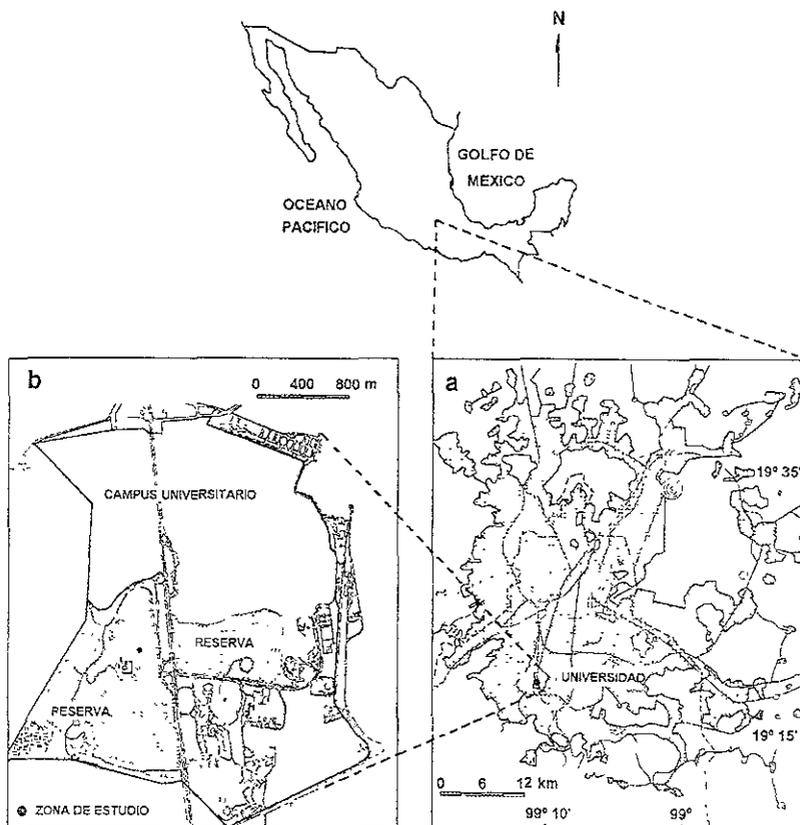 N
GOLFO DE
MEXICO
OCEANO
PACIFICO
b
0 400 800 m
CAMPUS UNIVERSITARIO
RESERVA
RESERVA
ZONA DE ESTUDIO
a
19° 35'
UNIVERSIDAD
19° 15'
0 6 12 km
99° 10'
99°